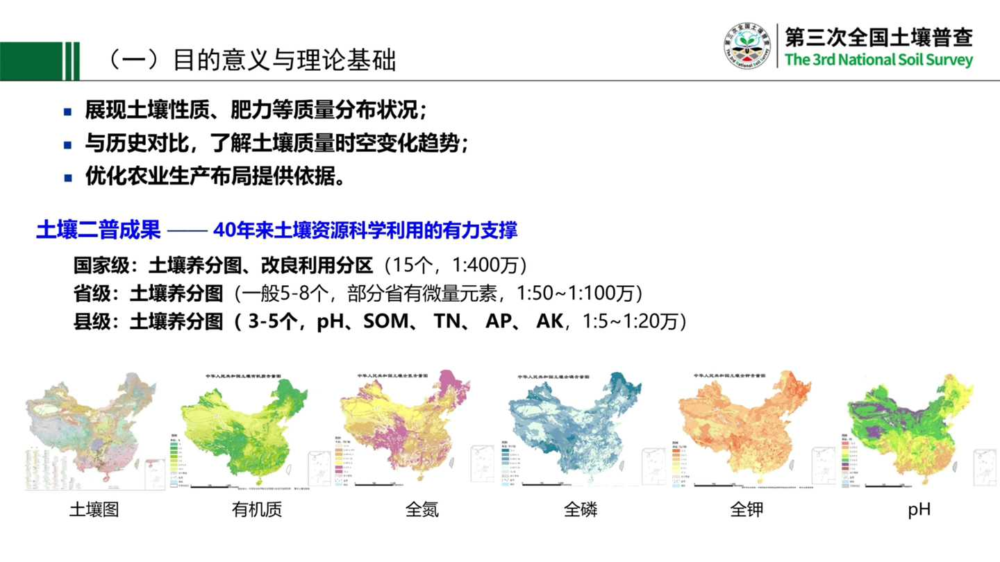 （一）目的意义与理论基础
第三次全国土壤普查
The 3rd National Soil Survey
展现土壤性质、肥力等质量分布状况；
与历史对比，了解土壤质量时空变化趋势；
优化农业生产布局提供依据。
土壤二普成果 —— 40年来土壤资源科学利用的有力支撑
国家级：土壤养分图、改良利用分区（15个，1:400万）
省级：土壤养分图（一般5-8个，部分省有微量元素，1:50~1:100万）
县级：土壤养分图（ 3-5个，pH、SOM、 TN、 AP、 AK，1:5~1:20万）
中华人民共和国土壤有机质含量图
中华人民共和国土壤全氮含量图
中华人民共和国土壤全磷含量图
中华人民共和国土壤全钾含量图
土壤图
有机质
全氮
全磷
全钾
pH